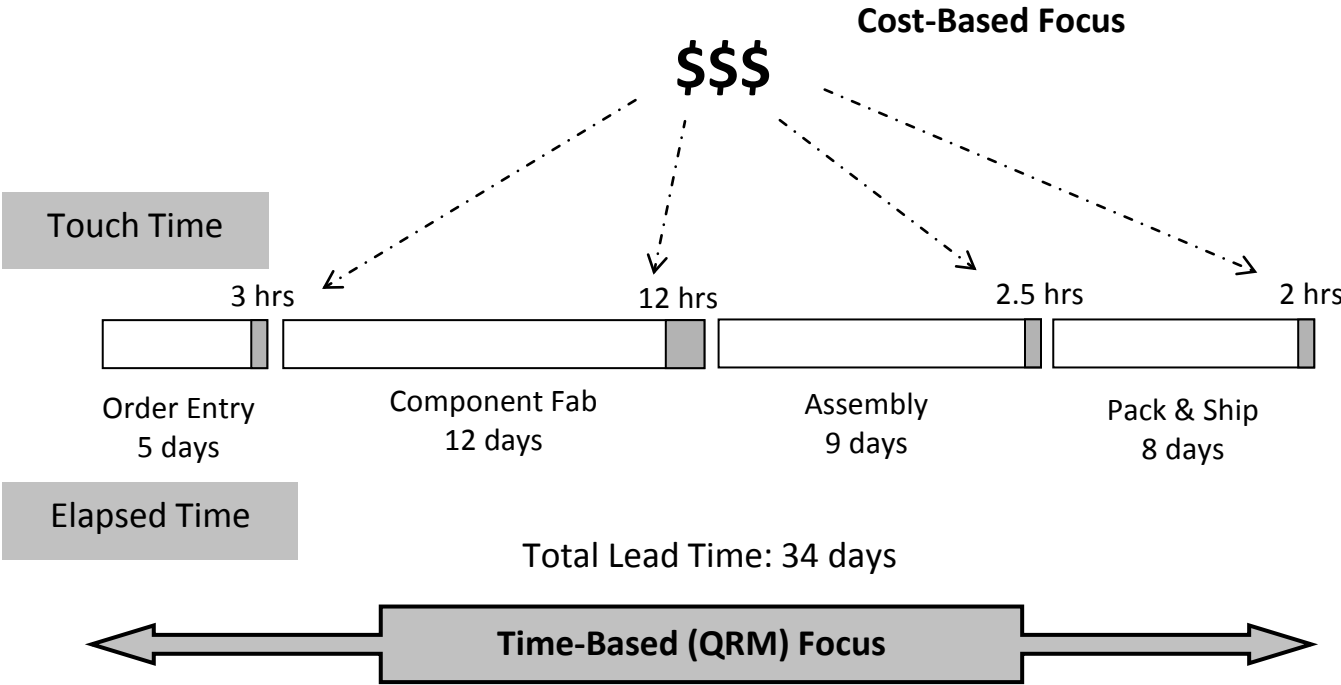 Cost-Based Focus
$$$
Touch Time
3 hrs
12 hrs
2.5 hrs
2 hrs
Order Entry
5 days
Component Fab
12 days
Assembly
9 days
Pack & Ship
8 days
Elapsed Time
Total Lead Time: 34 days
Time-Based (QRM) Focus